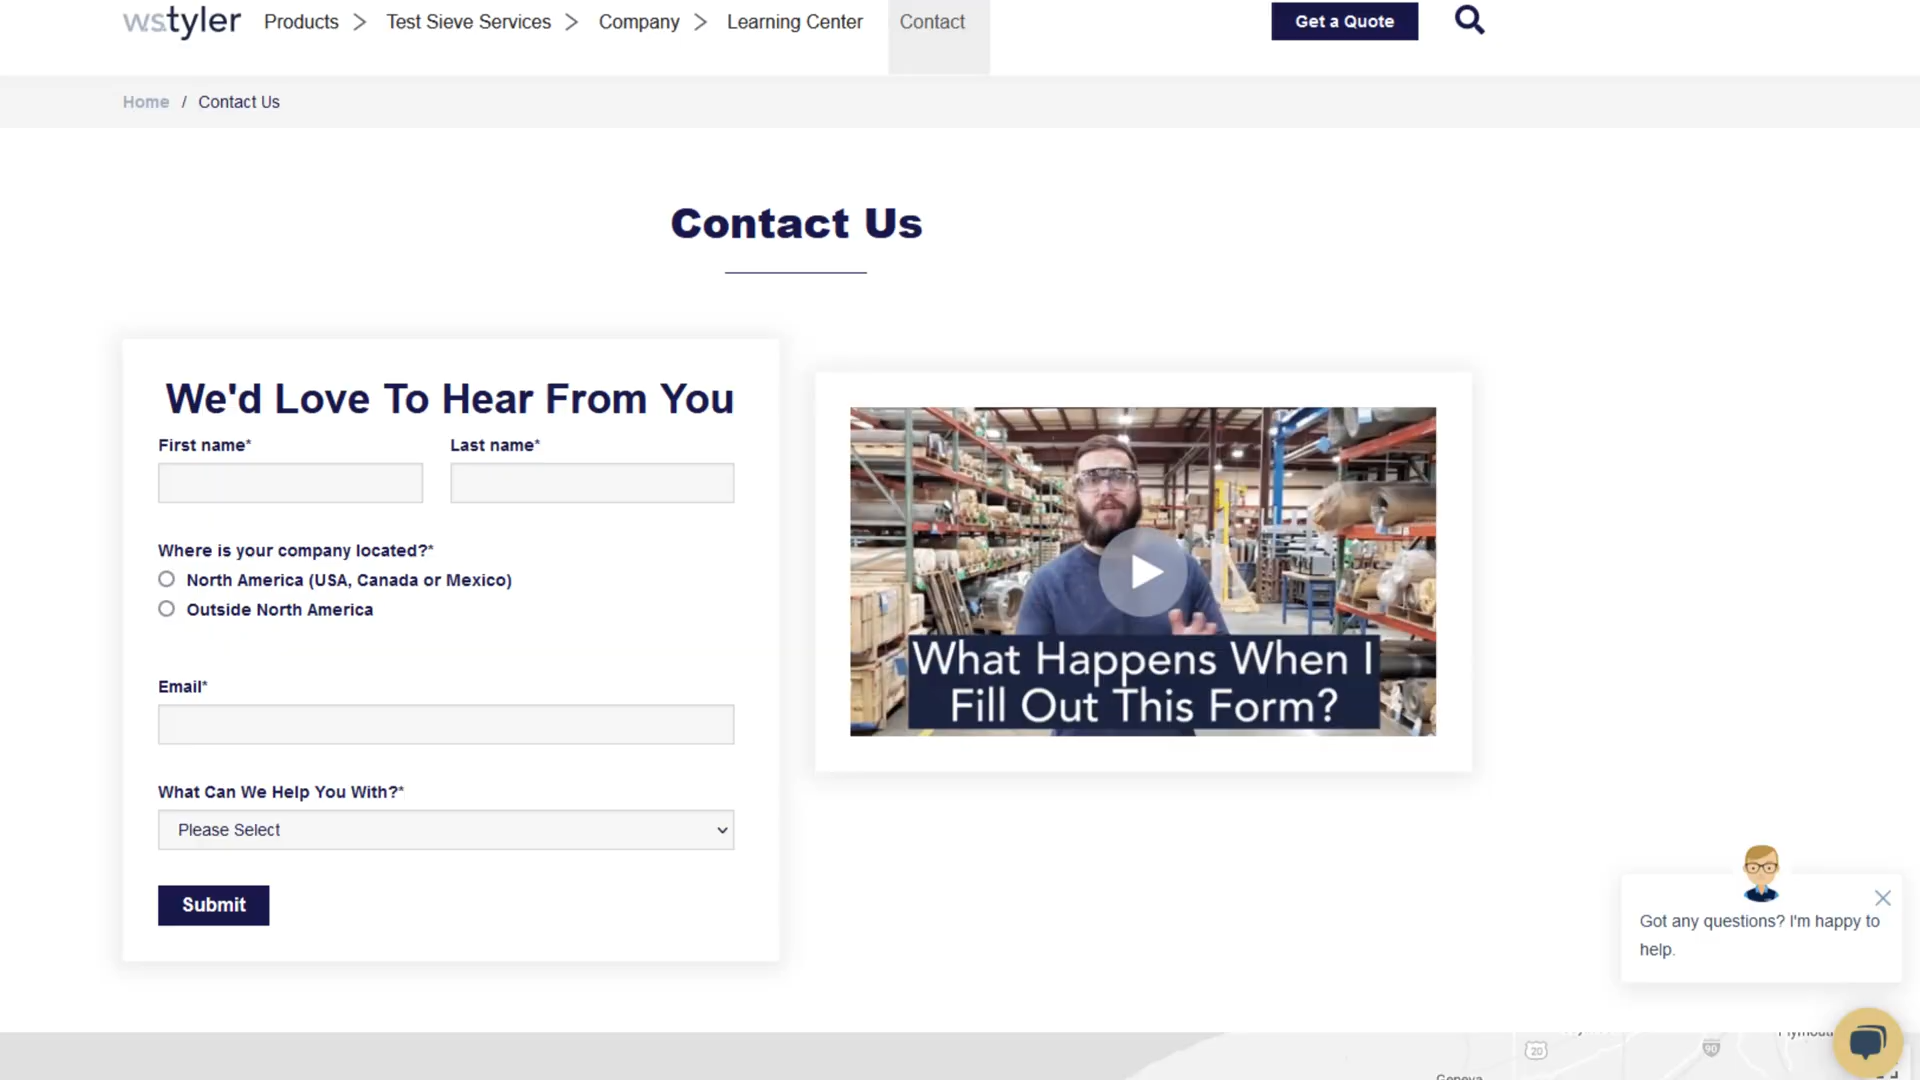 wstyler Products Test Sieve Services Company Learning Center Contact Get a Quote
Home / Contact Us
Contact Us
We'd Love To Hear From You
First name* Last name*
Where is your company located?*
North America (USA, Canada or Mexico)
Outside North America
Email*
What Can We Help You With?*
Please Select
Submit
What Happens When I
Fill Out This Form?
Got any questions? I'm happy to
help.
20
90